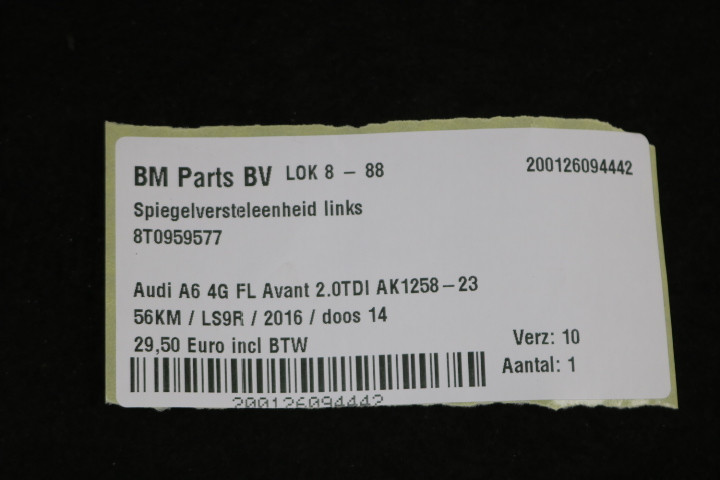 BM Parts BV LOK 8 - 88 200126094442
Spiegelversteleenheid links
8T0959577
Audi A6 4G FL Avant 2.0TDI AK1258-23
56KM / LS9R / 2016 / doos 14
29,50 Euro incl BTW Verz: 10
Aantal: 1
200126094442